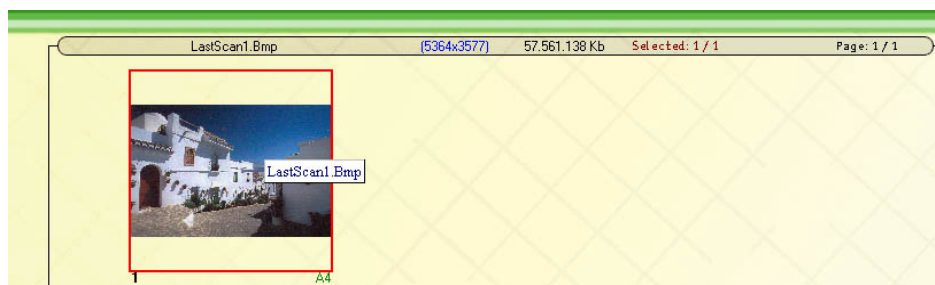 LastScan1.Bmp (5364x3577) 57.561.138 Kb Selected: 1 / 1 Page: 1 / 1
LastScan1.Bmp
1 A4